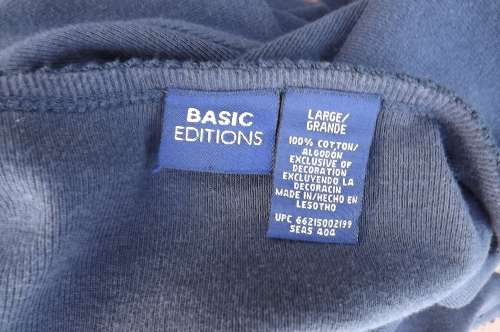 BASIC
EDITIONS
LARGE/
GRANDE
100% COTTON/
ALGODÓN
EXCLUSIVE OF
DECORATION
EXCLUYENDO LA
DECORACIN
MADE IN/HECHO EN
LESOTHO
UPC 66215002199
SEAS 404